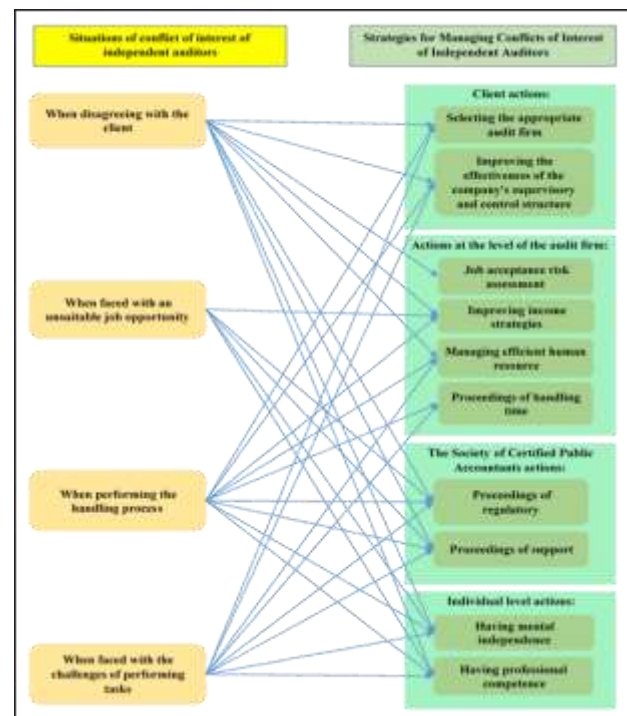 Situations of conflict of interest of
independent auditors
Strategies for Managing Conflicts of Interest
of Independent Auditors
When disagreeing with the
client
When faced with an
unsuitable job opportunity
When performing the
handling process
When faced with the
challenges of performing
tasks
Client actions:
Selecting the appropriate
audit firm
Improving the
effectiveness of the
company's supervisory
and control structure
Actions at the level of the audit firm:
Job acceptance risk
assessment
Improving income
strategies
Managing efficient human
resource
Proceedings of handling
time
The Society of Certified Public
Accountants actions:
Proceedings of
regulatory
Proceedings of support
Individual level actions:
Having mental
independence
Having professional
competence